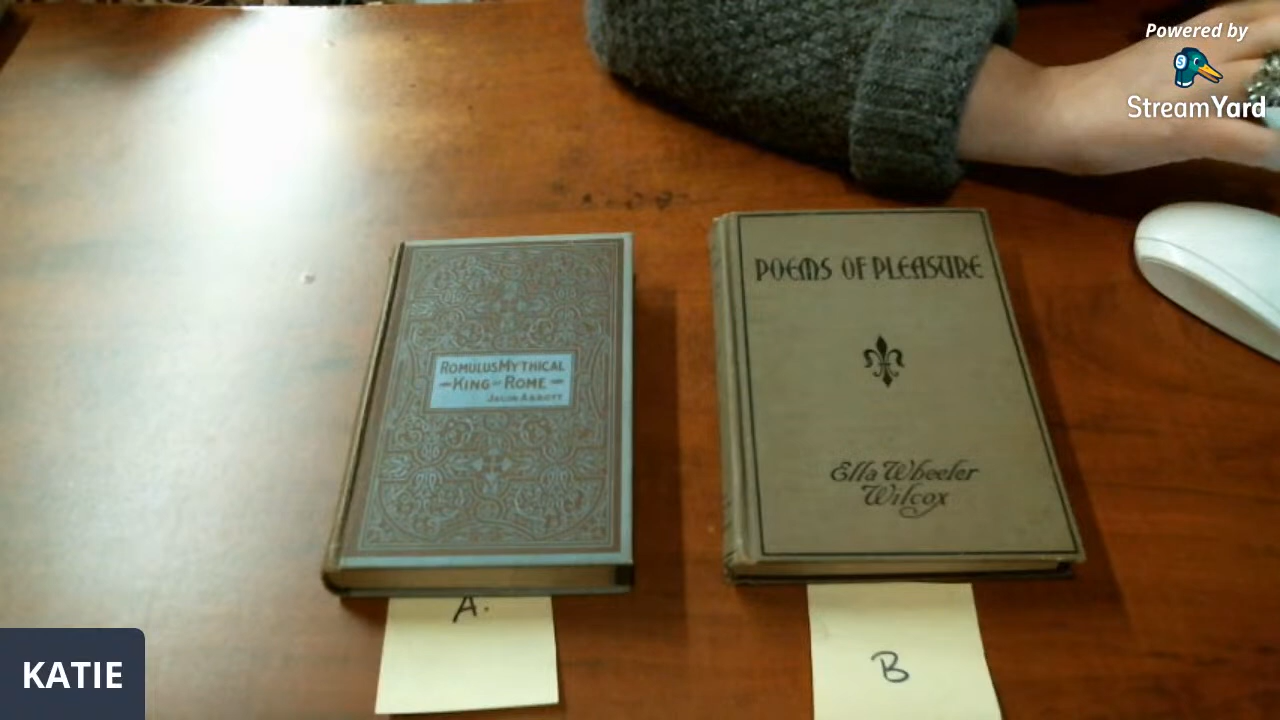 Powered by
StreamYard
POEMS OF PLEASURE
ROMULUS MYTHICAL
KING OF ROME
JACOB ABBOTT
Ella Wheeler
Wilcox
A.
B
KATIE